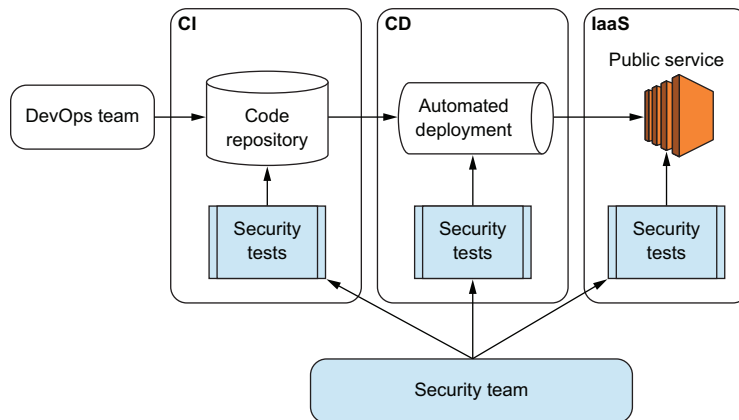 CI
CD
IaaS
Public service
DevOps team
Code
repository
Automated
deployment
Security
tests
Security
tests
Security
tests
Security team